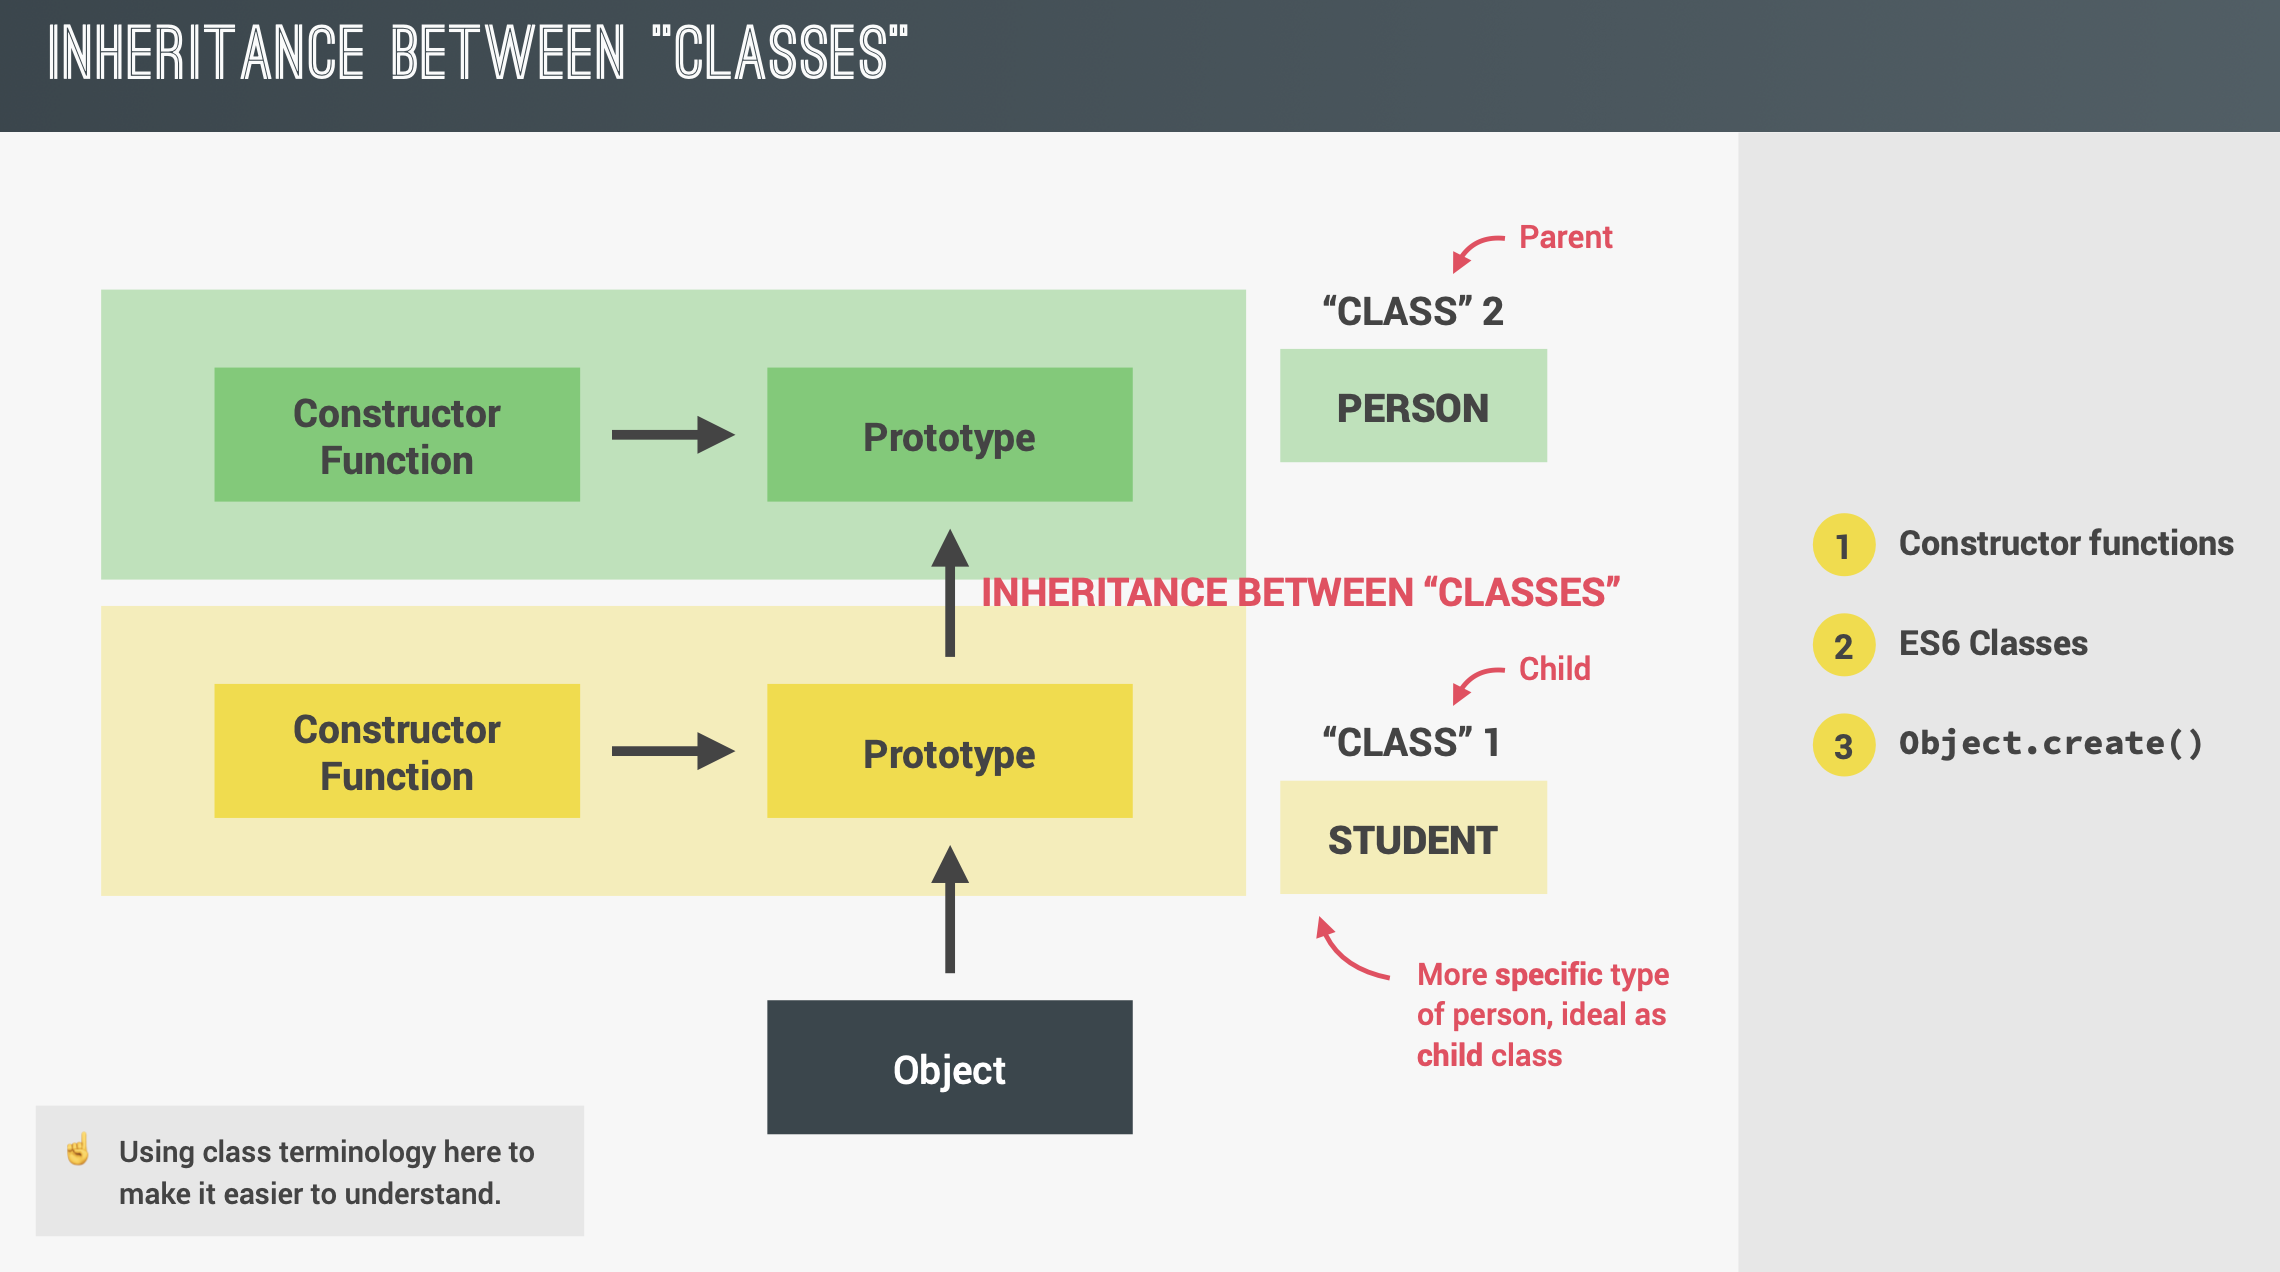 INHERITANCE BETWEEN "CLASSES"
Parent
“CLASS” 2
PERSON
Constructor
Function
Prototype
INHERITANCE BETWEEN “CLASSES”
Child
“CLASS” 1
STUDENT
Constructor
Function
Prototype
More specific type
of person, ideal as
child class
Object
Using class terminology here to
make it easier to understand.
1 Constructor functions
2 ES6 Classes
3 Object.create()